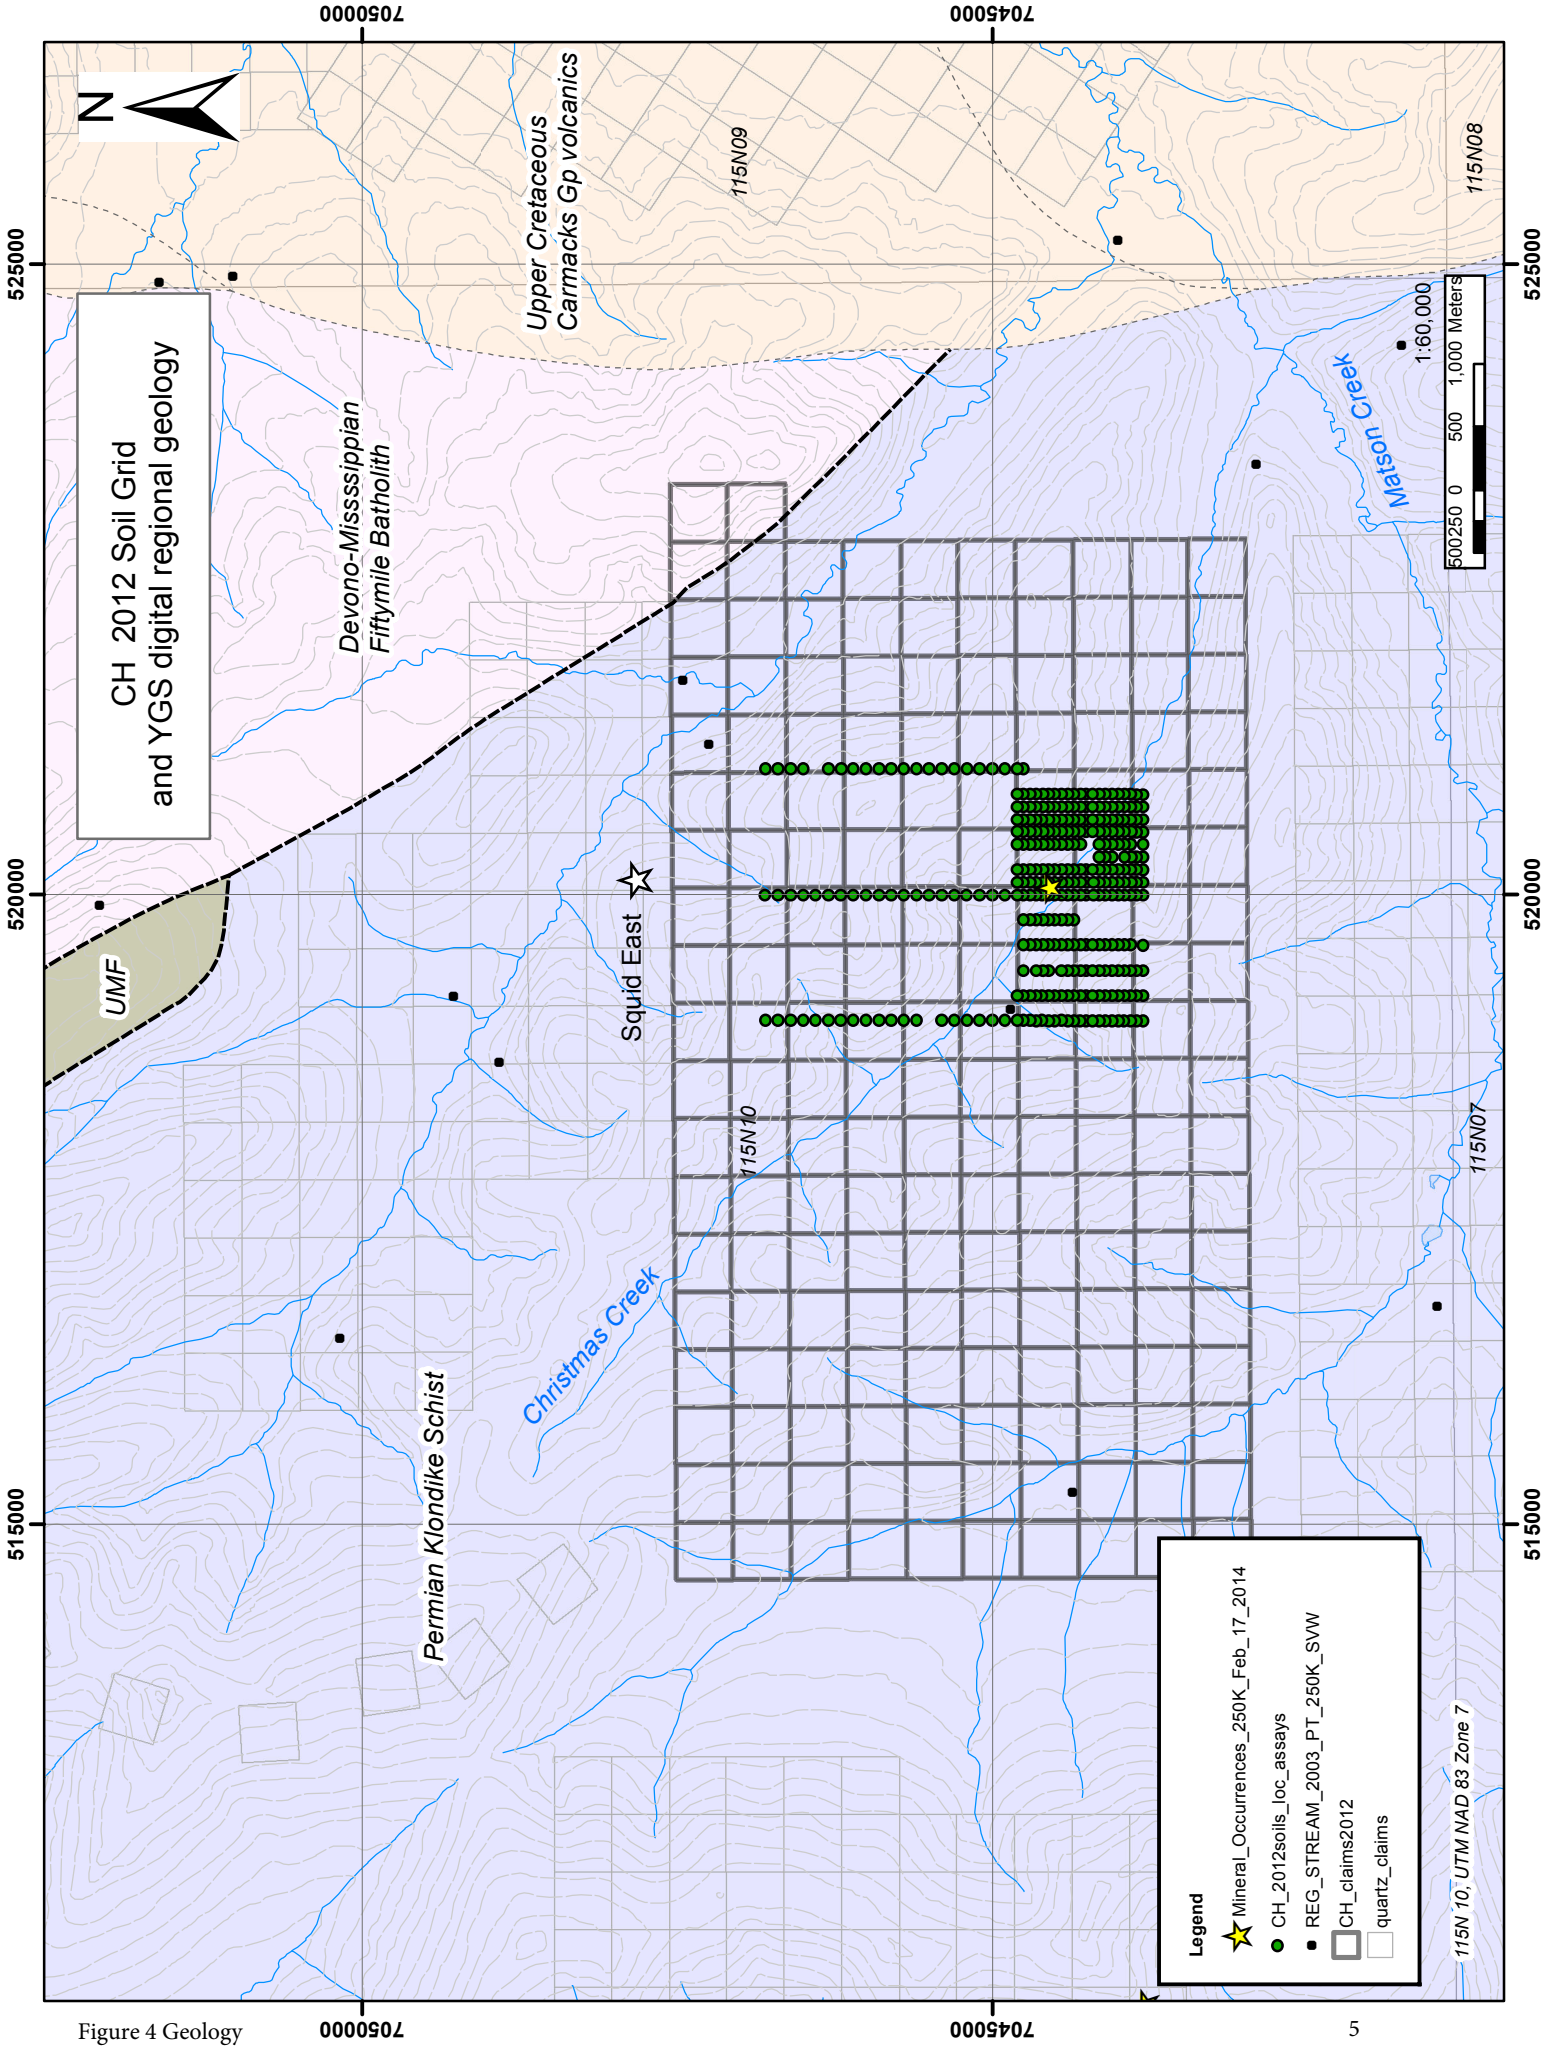 CH 2012 Soil Grid
and YGS digital regional geology
N
515000
520000
525000
7050000
7050000
7045000
7045000
515000
520000
525000
UMF
Devono-Misssssippian
Fiftymile Batholith
Upper Cretaceous
Carmacks Gp volcanics
Permian Klondike Schist
Squid East
Christmas Creek
Matson Creek
115N09
115N10
115N08
115N07
1:60,000
500250 0 500 1,000 Meters
Legend
Mineral_Occurrences_250K_Feb_17_2014
CH_2012soils_loc_assays
REG_STREAM_2003_PT_250K_SVW
CH_claims2012
quartz_claims
115N 10, UTM NAD 83 Zone 7
Figure 4 Geology
5